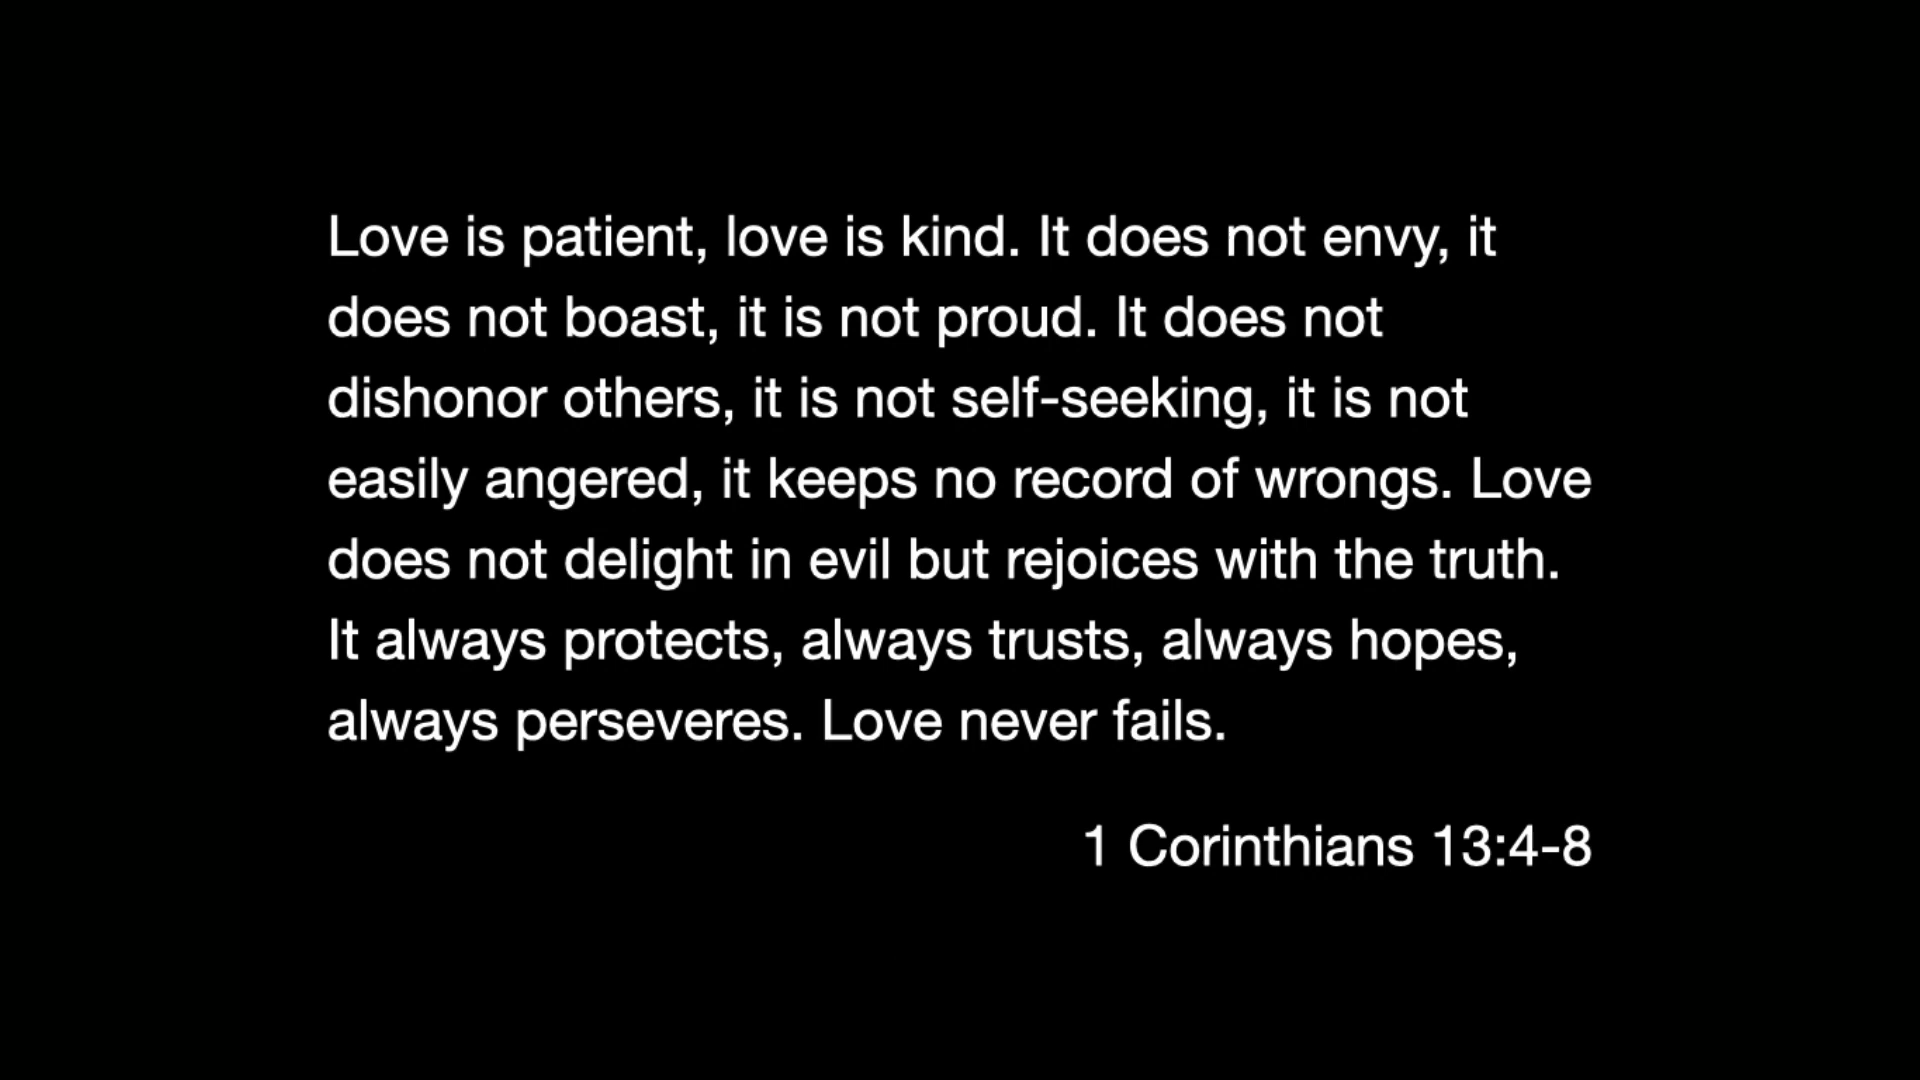 Love is patient, love is kind. It does not envy, it
does not boast, it is not proud. It does not
dishonor others, it is not self-seeking, it is not
easily angered, it keeps no record of wrongs. Love
does not delight in evil but rejoices with the truth.
It always protects, always trusts, always hopes,
always perseveres. Love never fails.
1 Corinthians 13:4-8